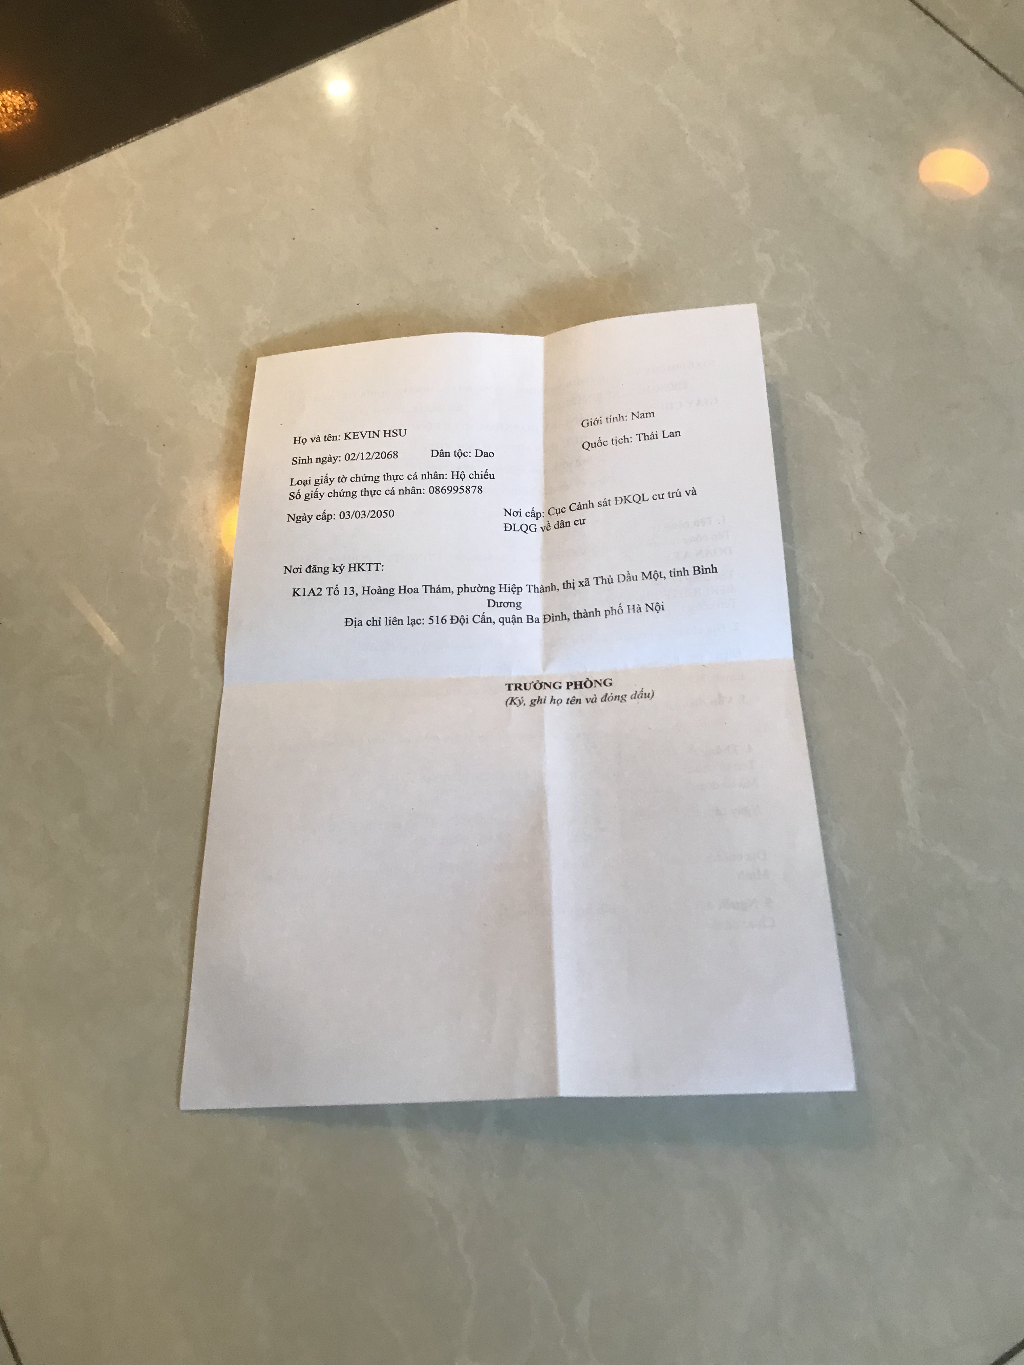 Họ và tên: KEVIN HSU
Giới tính: Nam
Sinh ngày: 02/12/2068 Dân tộc: Dao
Quốc tịch: Thái Lan
Loại giấy tờ chứng thực cá nhân: Hộ chiếu
Số giấy chứng thực cá nhân: 086995878
Ngày cấp: 03/03/2050
Nơi cấp: Cục Cảnh sát ĐKQL cư trú và
ĐLQG về dân cư
Nơi đăng ký HKTT:
K1A2 Tổ 13, Hoàng Hoa Thám, phường Hiệp Thành, thị xã Thủ Dầu Một, tỉnh Bình
Dương
Địa chỉ liên lạc: 516 Đội Cấn, quận Ba Đình, thành phố Hà Nội
TRƯỞNG PHÒNG
(Ký, ghi họ tên và đóng dấu)